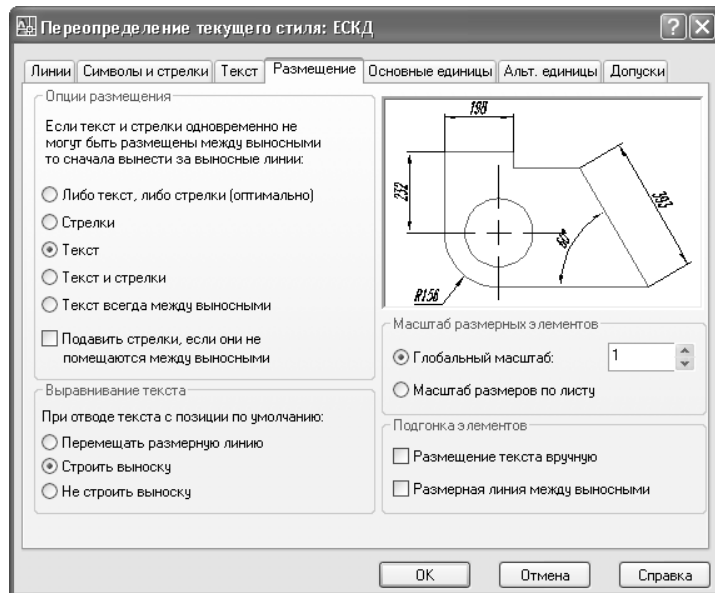 Переопределение текущего стиля: ЕСКД
Линии Символы и стрелки Текст Размещение Основные единицы Альт. единицы Допуски
Опции размещения
Если текст и стрелки одновременно не
могут быть размещены между выносными
то сначала вынести за выносные линии:
Либо текст, либо стрелки (оптимально)
Стрелки
Текст
Текст и стрелки
Текст всегда между выносными
Подавить стрелки, если они не
помещаются между выносными
Выравнивание текста
При отводе текста с позиции по умолчанию:
Перемещать размерную линию
Строить выноску
Не строить выноску
198
232
393
60°
R156
Масштаб размерных элементов
Глобальный масштаб: 1
Масштаб размеров по листу
Подгонка элементов
Размещение текста вручную
Размерная линия между выносными
OK Отмена Справка